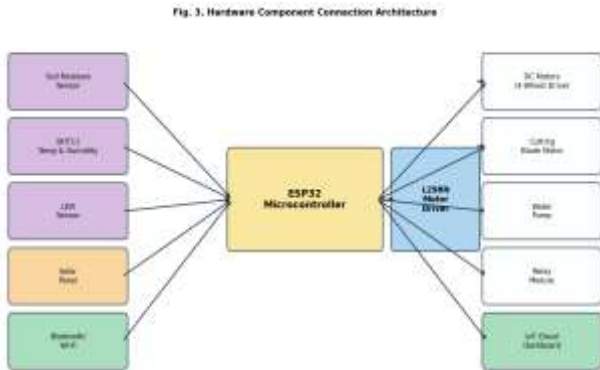 Fig. 3. Hardware Component Connection Architecture
Soil Moisture
Sensor
DHT11
Temp & Humidity
LDR
Sensor
Solar
Panel
Bluetooth/
Wi-Fi
ESP32
Microcontroller
L298N
Motor
Driver
DC Motors
(4-Wheel Drive)
Cutting
Blade Motor
Water
Pump
Relay
Module
IoT Cloud
Dashboard